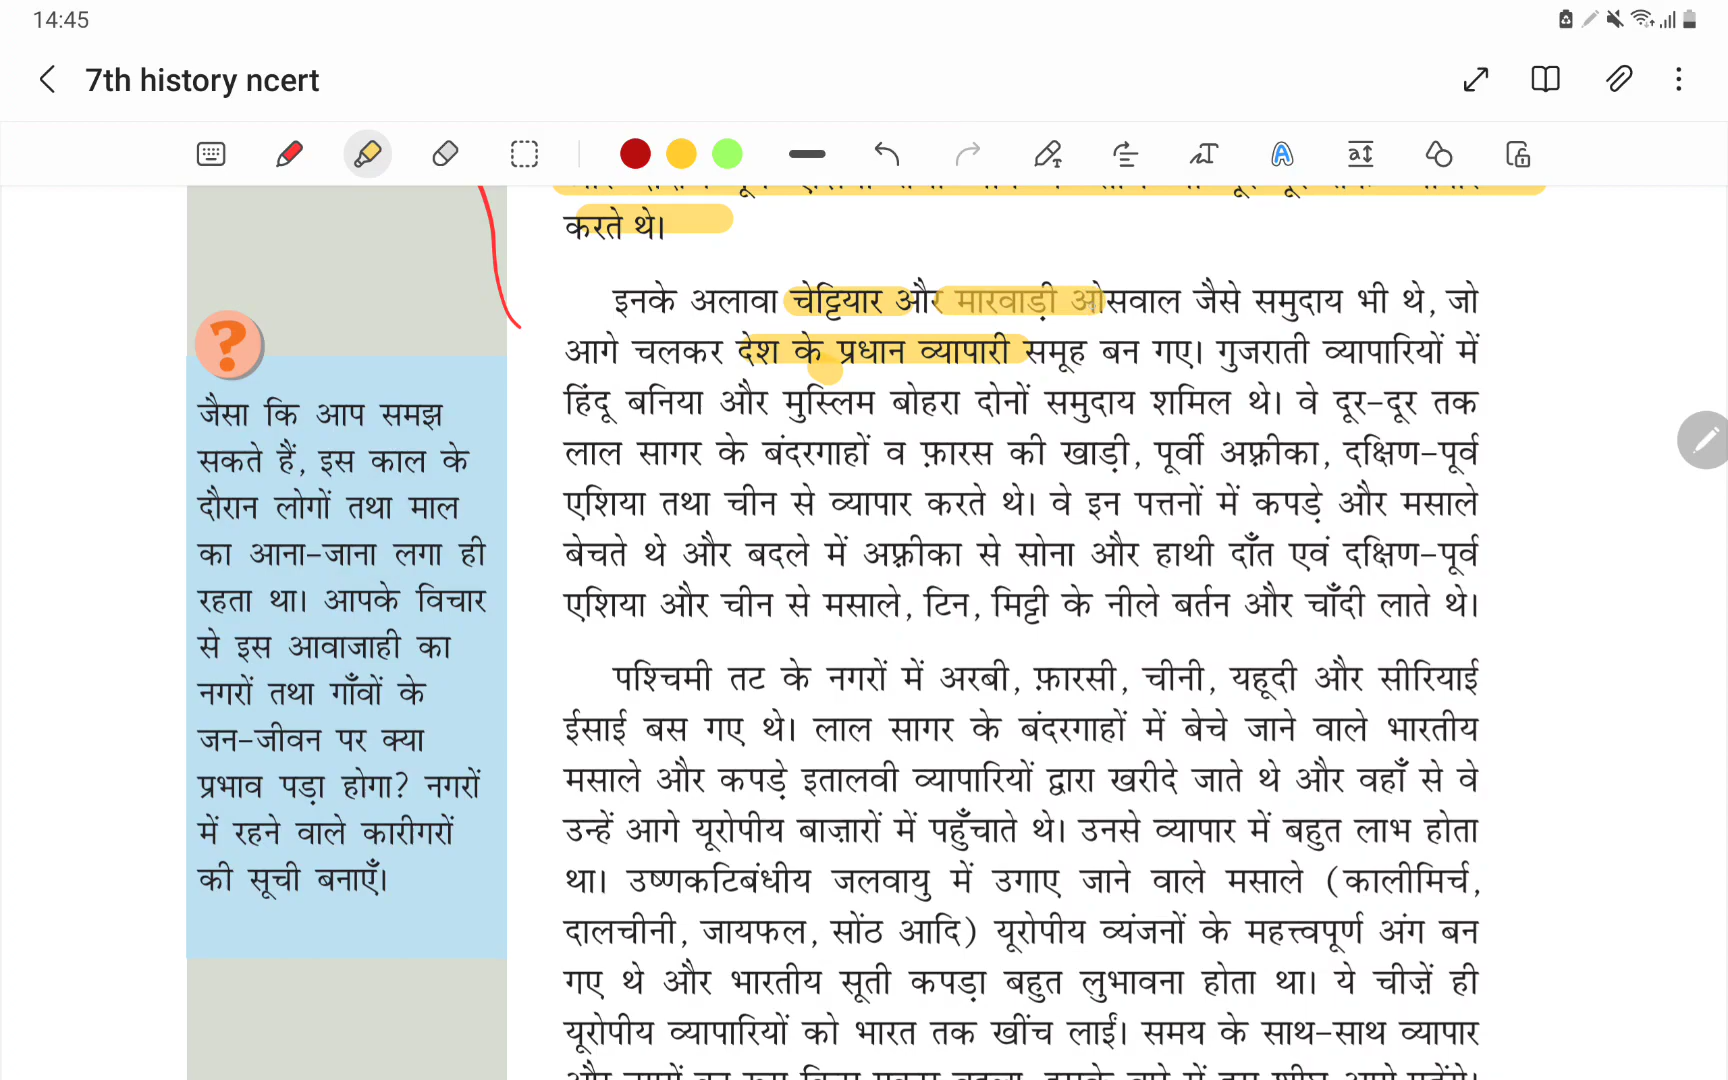 14:45
7th history ncert
करते थे।
इनके अलावा चेट्टियार और मारवाड़ी ओसवाल जैसे समुदाय भी थे, जो
आगे चलकर देश के प्रधान व्यापारी समूह बन गए। गुजराती व्यापारियों में
हिंदू बनिया और मुस्लिम बोहरा दोनों समुदाय शमिल थे। वे दूर-दूर तक
लाल सागर के बंदरगाहों व फ़ारस की खाड़ी, पूर्वी अफ़्रीका, दक्षिण-पूर्व
एशिया तथा चीन से व्यापार करते थे। वे इन पत्तनों में कपड़े और मसाले
बेचते थे और बदले में अफ़्रीका से सोना और हाथी दाँत एवं दक्षिण-पूर्व
एशिया और चीन से मसाले, टिन, मिट्टी के नीले बर्तन और चाँदी लाते थे।
पश्चिमी तट के नगरों में अरबी, फ़ारसी, चीनी, यहूदी और सीरियाई
ईसाई बस गए थे। लाल सागर के बंदरगाहों में बेचे जाने वाले भारतीय
मसाले और कपड़े इतालवी व्यापारियों द्वारा खरीदे जाते थे और वहाँ से वे
उन्हें आगे यूरोपीय बाज़ारों में पहुँचाते थे। उनसे व्यापार में बहुत लाभ होता
था। उष्णकटिबंधीय जलवायु में उगाए जाने वाले मसाले (कालीमिर्च,
दालचीनी, जायफल, सोंठ आदि) यूरोपीय व्यंजनों के महत्त्वपूर्ण अंग बन
गए थे और भारतीय सूती कपड़ा बहुत लुभावना होता था। ये चीज़ें ही
यूरोपीय व्यापारियों को भारत तक खींच लाईं। समय के साथ-साथ व्यापार
?
जैसा कि आप समझ
सकते हैं, इस काल के
दौरान लोगों तथा माल
का आना-जाना लगा ही
रहता था। आपके विचार
से इस आवाजाही का
नगरों तथा गाँवों के
जन-जीवन पर क्या
प्रभाव पड़ा होगा? नगरों
में रहने वाले कारीगरों
की सूची बनाएँ।